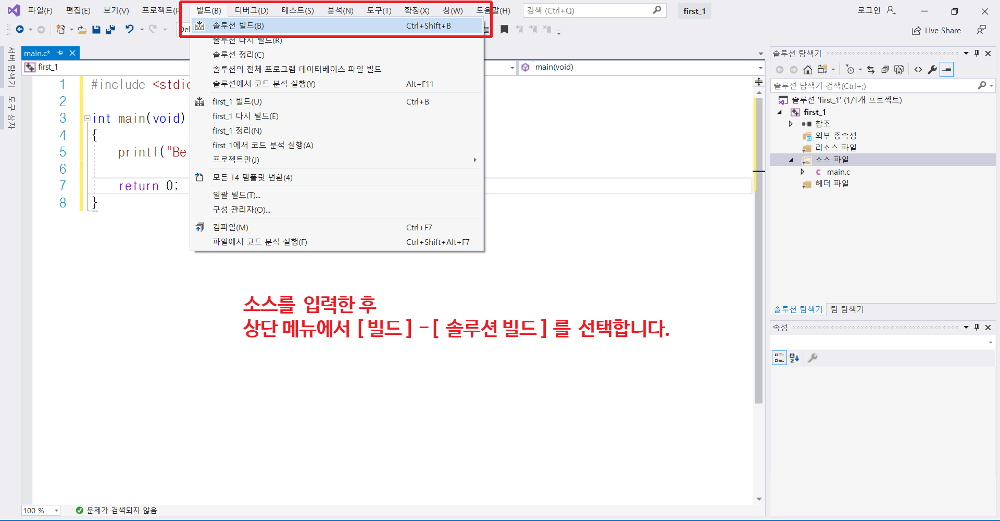 파일(F) 편집(E) 보기(V) 프로젝트(P) 빌드(B) 디버그(D) 테스트(S) 분석(N) 도구(T) 확장(X) 창(W) 도움말(H) 검색 (Ctrl+Q) first_1 로그인
Live Share
서버 탐색기
도구 상자
main.c*
first_1
main(void)
솔루션 빌드(B) Ctrl+Shift+B
솔루션 다시 빌드(R)
솔루션 정리(C)
솔루션의 전체 프로그램 데이터베이스 파일 빌드
솔루션에서 코드 분석 실행(Y) Alt+F11
first_1 빌드(U) Ctrl+B
first_1 다시 빌드(E)
first_1 정리(N)
first_1에서 코드 분석 실행(A)
프로젝트만(J)
모든 T4 템플릿 변환(4)
일괄 빌드(T)...
구성 관리자(O)...
컴파일(M) Ctrl+F7
파일에서 코드 분석 실행(F) Ctrl+Shift+Alt+F7
1 #include <stdio
2
3 int main(void)
4 {
5 printf("Be
6
7 return 0;
8 }
소스를 입력한 후
상단 메뉴에서 [ 빌드 ] - [ 솔루션 빌드 ] 를 선택합니다.
솔루션 탐색기
솔루션 탐색기 검색(Ctrl+;)
솔루션 'first_1' (1/1개 프로젝트)
first_1
참조
외부 종속성
리소스 파일
소스 파일
main.c
헤더 파일
솔루션 탐색기 팀 탐색기
속성
100 % 문제가 검색되지 않음